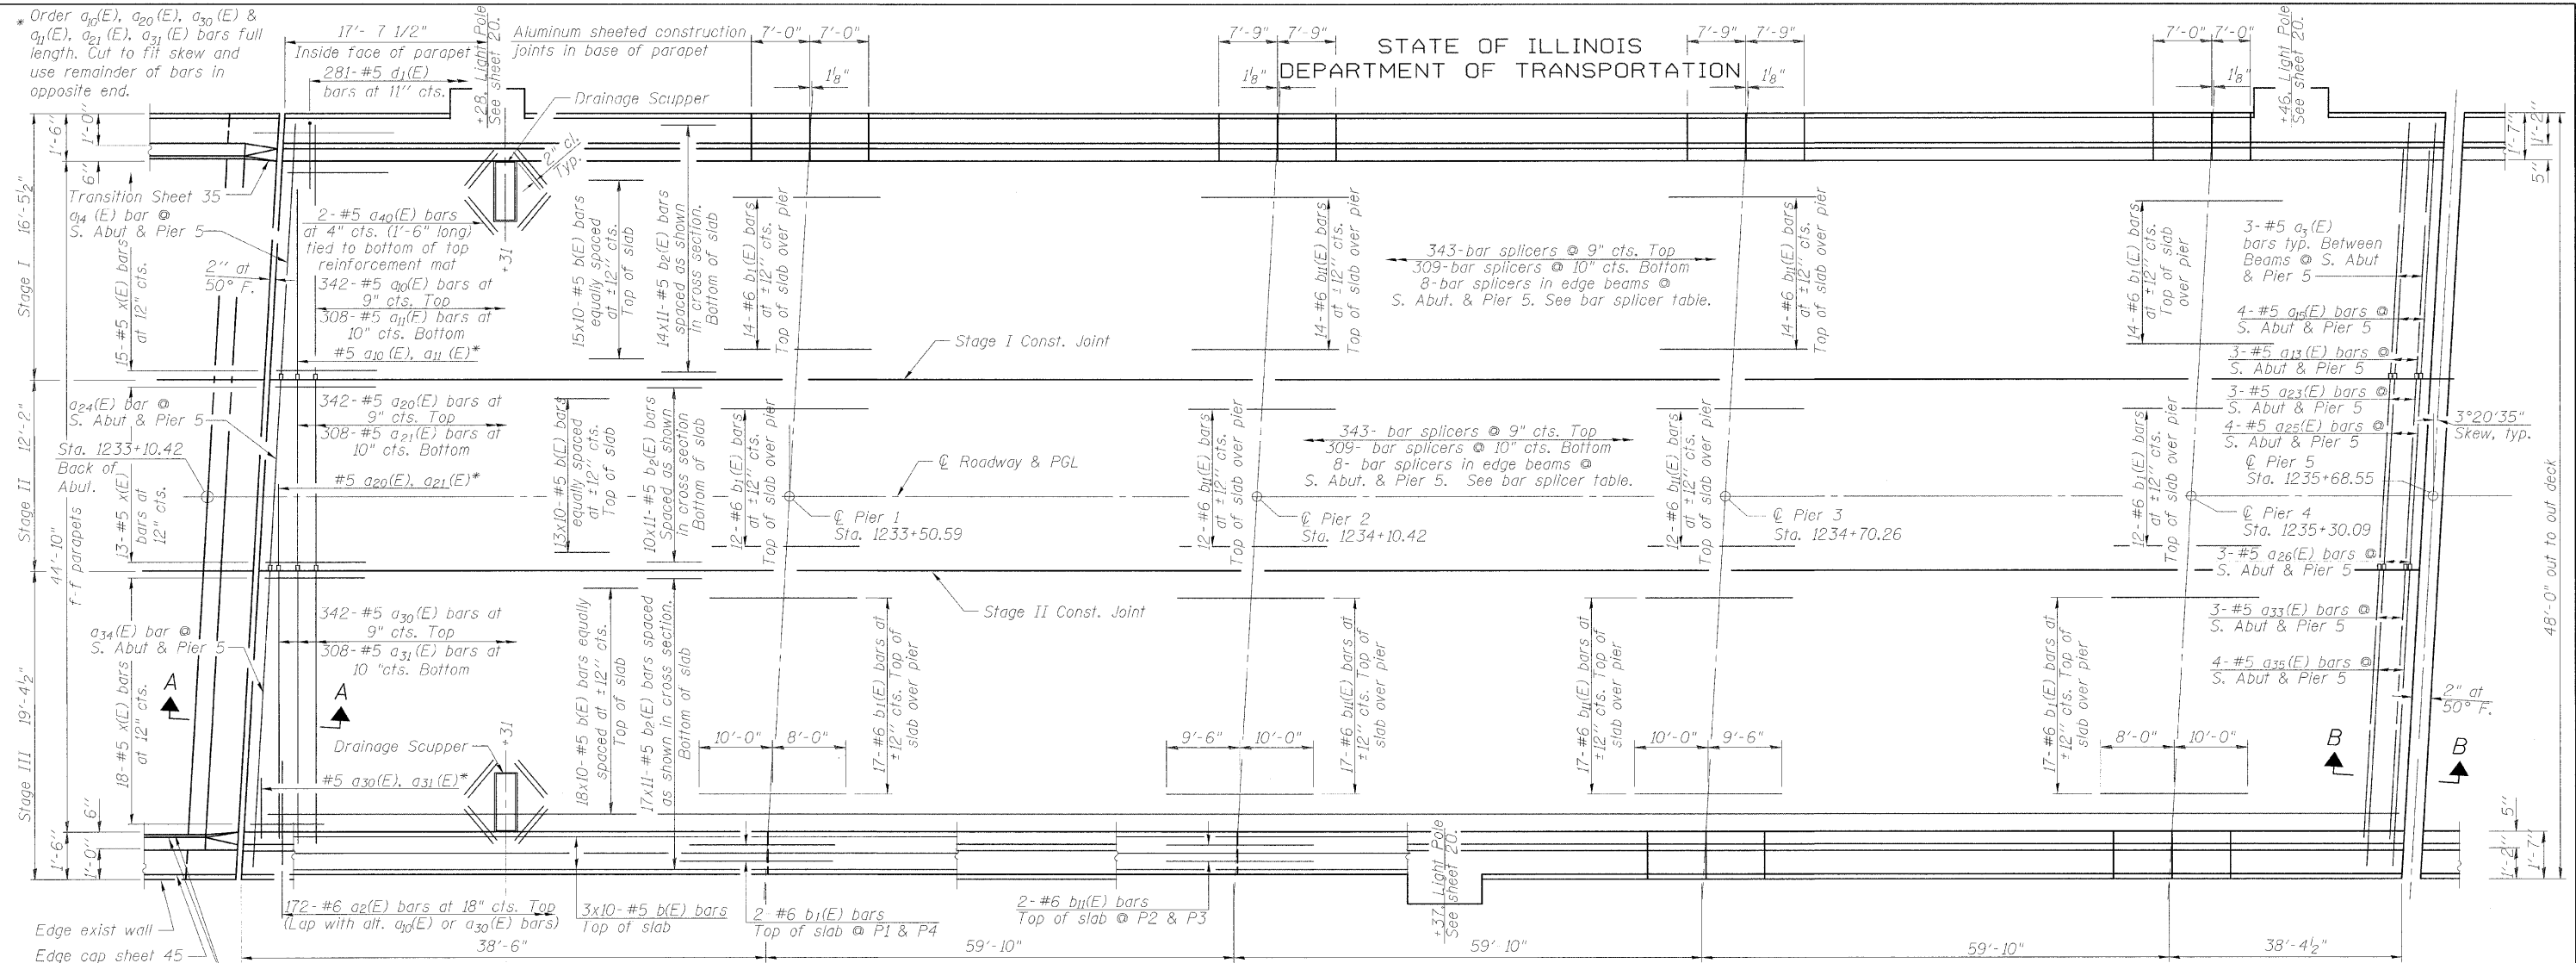 * Order a10(E), a20(E), a30(E) &
a11(E), a21(E), a31(E) bars full
length. Cut to fit skew and
use remainder of bars in
opposite end.
17'- 7 1/2"
Inside face of parapet
281-#5 d1(E)
bars at 11" cts.
+28, Light Pole
See sheet 20.
Aluminum sheeted construction
joints in base of parapet
7'-0"
7'-0"
1⅛"
Drainage Scupper
2" cl.
Typ.
7'-9"
7'-9"
1⅛"
STATE OF ILLINOIS
DEPARTMENT OF TRANSPORTATION
7'-9"
7'-9"
1⅛"
7'-0"
7'-0"
1⅛"
+46, Light Pole
See sheet 20.
1'-6"
1'-0"
6"
1'-7"
1'-2"
5"
Stage I 16'-5½"
Stage II 12'-2"
Stage III 19'-4½"
44'-10"
f-f parapets
48'-0" out to out deck
Transition Sheet 35
a14 (E) bar @
S. Abut & Pier 5
2" at
50° F.
15-#5 x(E) bars
at 12" cts.
2-#5 a40(E) bars
at 4" cts. (1'-6" long)
tied to bottom of top
reinforcement mat
342-#5 a10(E) bars at
9" cts. Top
308-#5 a11(E) bars at
10" cts. Bottom
#5 a10(E), a11(E)*
+31
15x10-#5 b(E) bars
equally spaced
at ±12" cts.
Top of slab
14x11-#5 b2(E) bars
spaced as shown
in cross section.
Bottom of slab
14-#6 b1(E) bars
at ±12" cts.
Top of slab over pier
14-#6 b11(E) bars
at ±12" cts.
Top of slab over pier
343-bar splicers @ 9" cts. Top
309-bar splicers @ 10" cts. Bottom
8-bar splicers in edge beams @
S. Abut. & Pier 5. See bar splicer table.
14-#6 b11(E) bars
at ±12" cts.
Top of slab over pier
14-#6 b1(E) bars
at ±12" cts.
Top of slab
over pier
3-#5 a3(E)
bars typ. Between
Beams @ S. Abut
& Pier 5
4-#5 a15(E) bars @
S. Abut & Pier 5
3-#5 a13(E) bars @
S. Abut & Pier 5
Stage I Const. Joint
a24(E) bar @
S. Abut & Pier 5
Sta. 1233+10.42
Back of
Abut.
13-#5 x(E)
bars at
12" cts.
342-#5 a20(E) bars at
9" cts. Top
308-#5 a21(E) bars at
10" cts. Bottom
#5 a20(E), a21(E)*
13x10-#5 b(E) bars
equally spaced
at ±12" cts.
Top of slab
10x11-#5 b2(E) bars
Spaced as shown
in cross section
Bottom of slab
12-#6 b1(E) bars
at ±12" cts.
Top of slab over pier
℄ Roadway & PGL
℄ Pier 1
Sta. 1233+50.59
12-#6 b11(E) bars
at ±12" cts.
Top of slab over pier
343- bar splicers @ 9" cts. Top
309- bar splicers @ 10" cts. Bottom
8- bar splicers in edge beams @
S. Abut. & Pier 5. See bar splicer table.
℄ Pier 2
Sta. 1234+10.42
12-#6 b11(E) bars
at ±12" cts.
Top of slab over pier
℄ Pier 3
Sta. 1234+70.26
12-#6 b1(E) bars
at ±12" cts.
Top of slab over pier
℄ Pier 4
Sta. 1235+30.09
3-#5 a23(E) bars @
S. Abut & Pier 5
4-#5 a25(E) bars @
S. Abut & Pier 5
℄ Pier 5
Sta. 1235+68.55
3°20'35"
Skew, typ.
3-#5 a26(E) bars @
S. Abut & Pier 5
Stage II Const. Joint
a34(E) bar @
S. Abut & Pier 5
18-#5 x(E) bars
at 12" cts.
A
A
342-#5 a30(E) bars at
9" cts. Top
308-#5 a31(E) bars at
10 "cts. Bottom
Drainage Scupper
#5 a30(E), a31(E)*
+31
18x10-#5 b(E) bars equally
spaced at ±12" cts.
Top of slab
17x11-#5 b2(E) bars spaced
as shown in cross section.
Bottom of slab
10'-0"
8'-0"
17-#6 b1(E) bars at
±12" cts. Top of
slab over pier
9'-6"
10'-0"
17-#6 b11(E) bars at
±12" cts. Top of
slab over pier
10'-0"
9'-6"
17-#6 b11(E) bars at
±12" cts. Top of
slab over pier
8'-0"
10'-0"
17-#6 b1(E) bars at
±12" cts. Top of
slab over pier
3-#5 a33(E) bars @
S. Abut & Pier 5
4-#5 a35(E) bars @
S. Abut & Pier 5
2" at
50° F.
B
B
1'-6"
6"
1'-0"
5"
1'-2"
1'-7"
Edge exist wall
Edge cap sheet 45
172-#6 a2(E) bars at 18" cts. Top
(Lap with alt. a10(E) or a30(E) bars)
3x10-#5 b(E) bars
Top of slab
2-#6 b1(E) bars
Top of slab @ P1 & P4
2-#6 b11(E) bars
Top of slab @ P2 & P3
+37, Light Pole
See sheet 20.
38'-6"
59'-10"
59'-10"
59'-10"
38'-4½"